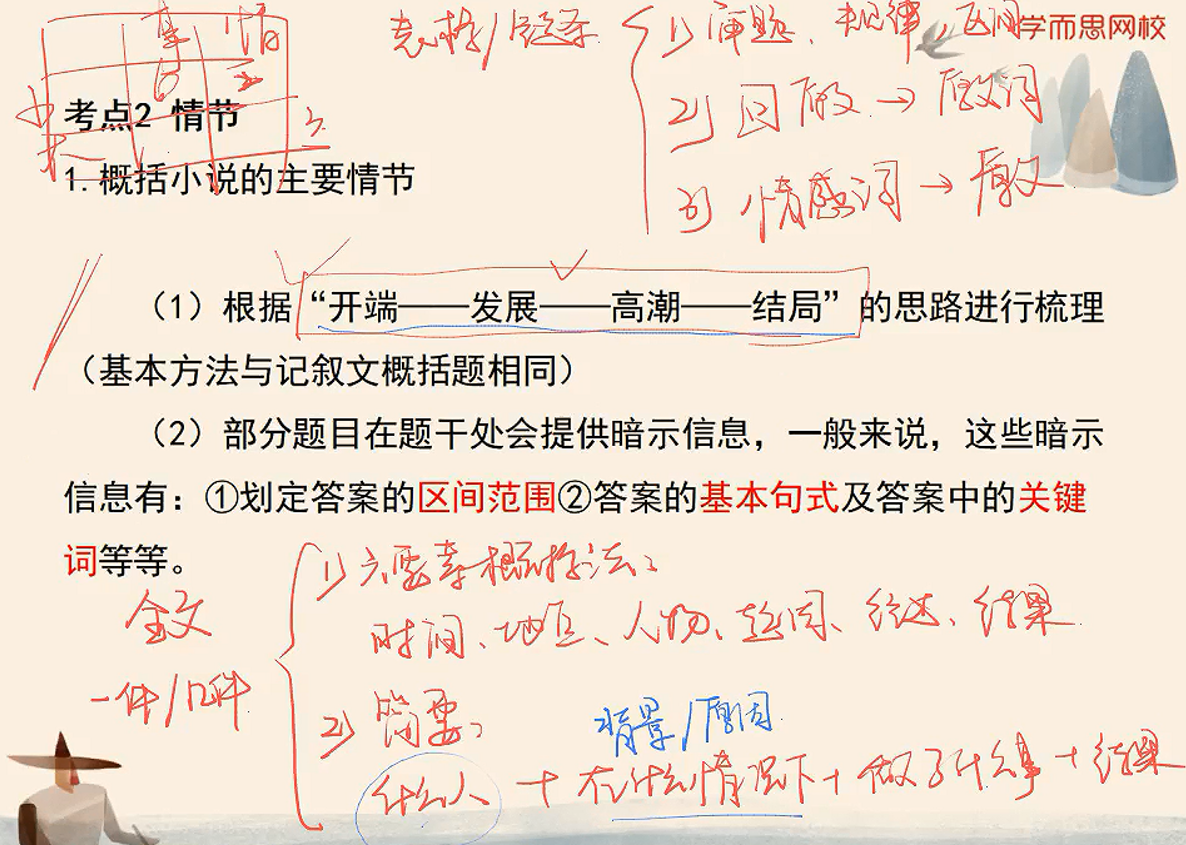 事 情
表格/线条
1) 审题、规律，区间
学而思网校
2) 回原文 → 原文词
3) 情感词 → 原文
考点2 情节
1. 概括小说的主要情节
（1）根据“开端——发展——高潮——结局”的思路进行梳理
（基本方法与记叙文概括题相同）
（2）部分题目在题干处会提供暗示信息，一般来说，这些暗示
信息有：①划定答案的区间范围②答案的基本句式及答案中的关键
词等等。
全文
一件/几件
1) 六要素概括法：
时间、地点、人物、起因、经过、结果
2) 简要：
背景/原因
什么人 + 在什么情况下 + 做了什么事 + 结果